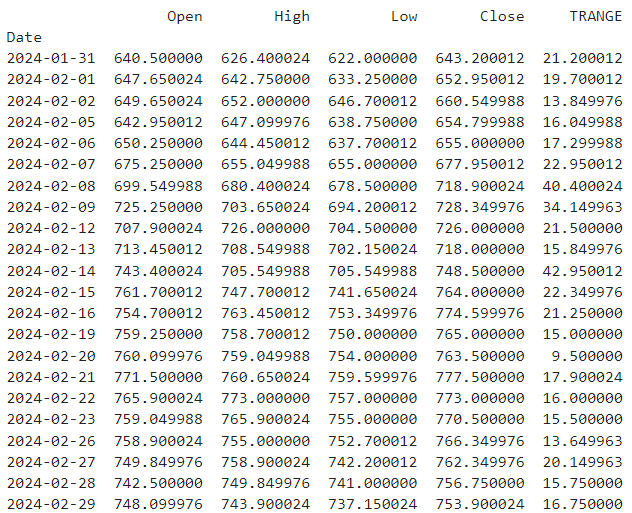 Open High Low Close TRANGE
Date
2024-01-31 640.500000 626.400024 622.000000 643.200012 21.200012
2024-02-01 647.650024 642.750000 633.250000 652.950012 19.700012
2024-02-02 649.650024 652.000000 646.700012 660.549988 13.849976
2024-02-05 642.950012 647.099976 638.750000 654.799988 16.049988
2024-02-06 650.250000 644.450012 637.700012 655.000000 17.299988
2024-02-07 675.250000 655.049988 655.000000 677.950012 22.950012
2024-02-08 699.549988 680.400024 678.500000 718.900024 40.400024
2024-02-09 725.250000 703.650024 694.200012 728.349976 34.149963
2024-02-12 707.900024 726.000000 704.500000 726.000000 21.500000
2024-02-13 713.450012 708.549988 702.150024 718.000000 15.849976
2024-02-14 743.400024 705.549988 705.549988 748.500000 42.950012
2024-02-15 761.700012 747.700012 741.650024 764.000000 22.349976
2024-02-16 754.700012 763.450012 753.349976 774.599976 21.250000
2024-02-19 759.250000 758.700012 750.000000 765.000000 15.000000
2024-02-20 760.099976 759.049988 754.000000 763.500000 9.500000
2024-02-21 771.500000 760.650024 759.599976 777.500000 17.900024
2024-02-22 765.900024 773.000000 757.000000 773.000000 16.000000
2024-02-23 759.049988 765.900024 755.000000 770.500000 15.500000
2024-02-26 758.900024 755.000000 752.700012 766.349976 13.649963
2024-02-27 749.849976 758.900024 742.200012 762.349976 20.149963
2024-02-28 742.500000 749.849976 741.000000 756.750000 15.750000
2024-02-29 748.099976 743.900024 737.150024 753.900024 16.750000